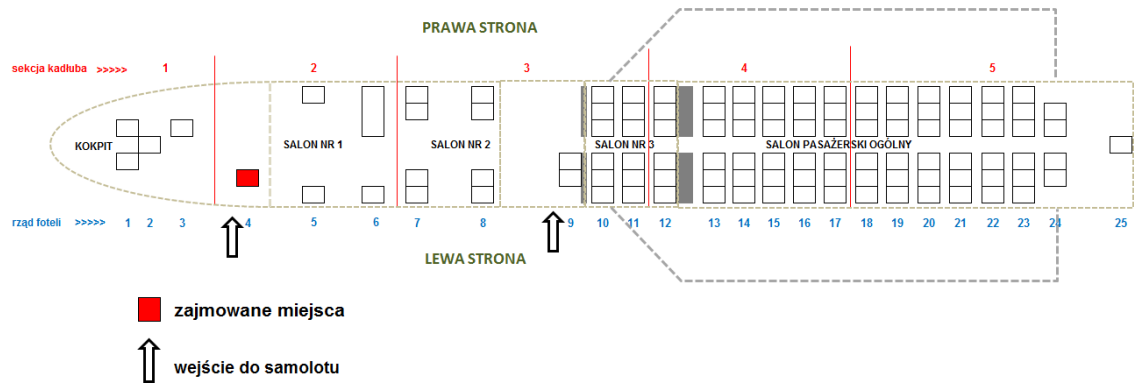 PRAWA STRONA
sekcja kadłuba >>>>> 1 2 3 4 5
KOKPIT SALON NR 1 SALON NR 2 SALON NR 3 SALON PASAŻERSKI OGÓLNY
rząd foteli >>>>> 1 2 3 4 5 6 7 8 9 10 11 12 13 14 15 16 17 18 19 20 21 22 23 24 25
LEWA STRONA
zajmowane miejsca
wejście do samolotu